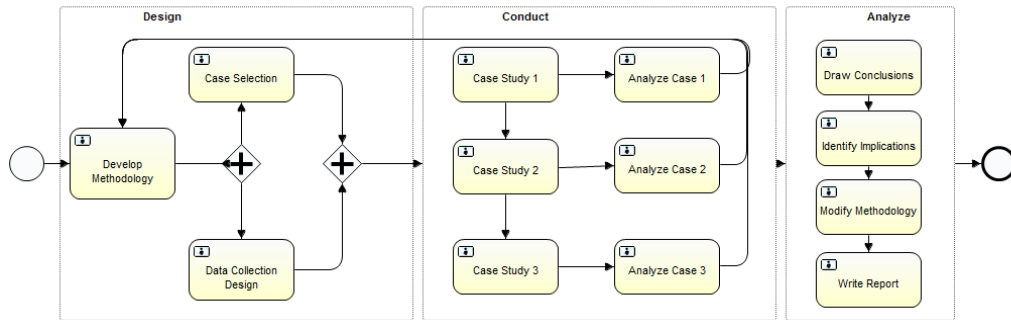 Design
Conduct
Analyze
Case Selection
Develop
Methodology
Data Collection
Design
Case Study 1
Analyze Case 1
Case Study 2
Analyze Case 2
Case Study 3
Analyze Case 3
Draw Conclusions
Identify Implications
Modify Methodology
Write Report